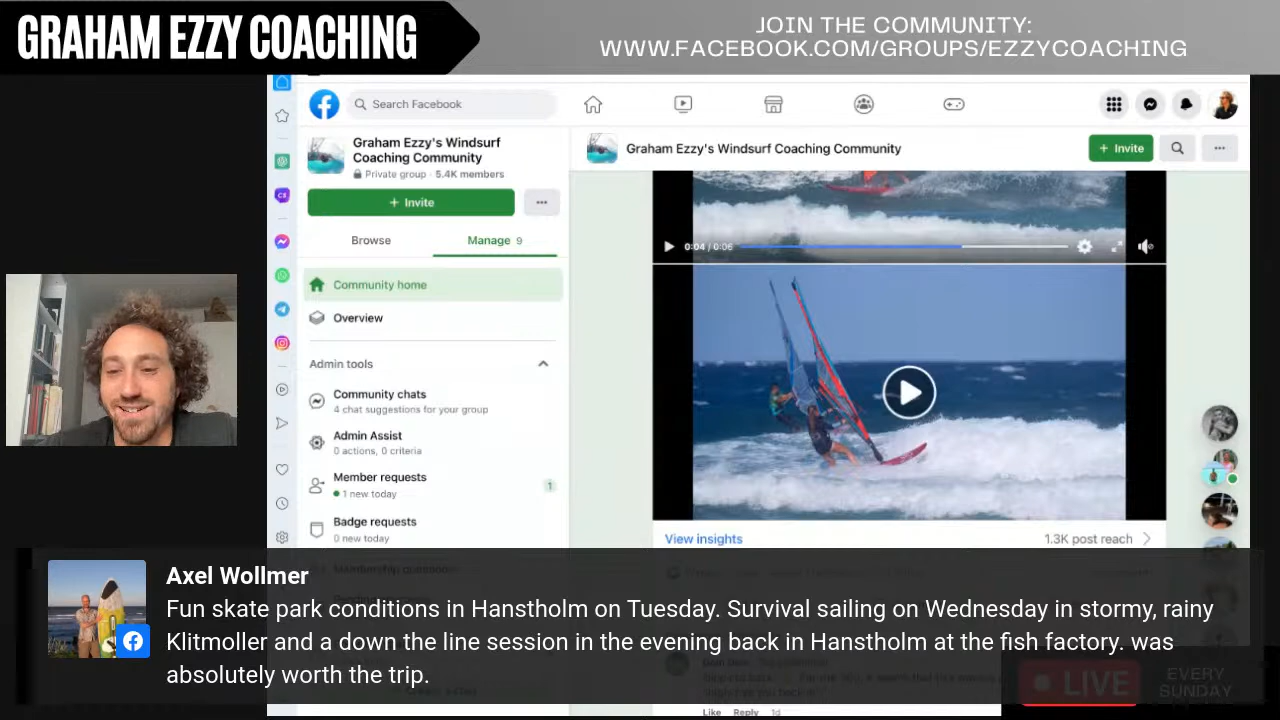 GRAHAM EZZY COACHING
JOIN THE COMMUNITY:
WWW.FACEBOOK.COM/GROUPS/EZZYCOACHING
Search Facebook
Graham Ezzy's Windsurf
Coaching Community
Private group · 5.4K members
+ Invite
Browse
Manage 9
Community home
Overview
Admin tools
Community chats
4 chat suggestions for your group
Admin Assist
0 actions, 0 criteria
Member requests
1 new today
1
Badge requests
0 new today
Graham Ezzy's Windsurf Coaching Community
+ Invite
0:04 / 0:06
View insights
1.3K post reach
Axel Wollmer
Fun skate park conditions in Hanstholm on Tuesday. Survival sailing on Wednesday in stormy, rainy
Klitmoller and a down the line session in the evening back in Hanstholm at the fish factory. was
absolutely worth the trip.
LIVE
EVERY
SUNDAY
Like Reply 1d